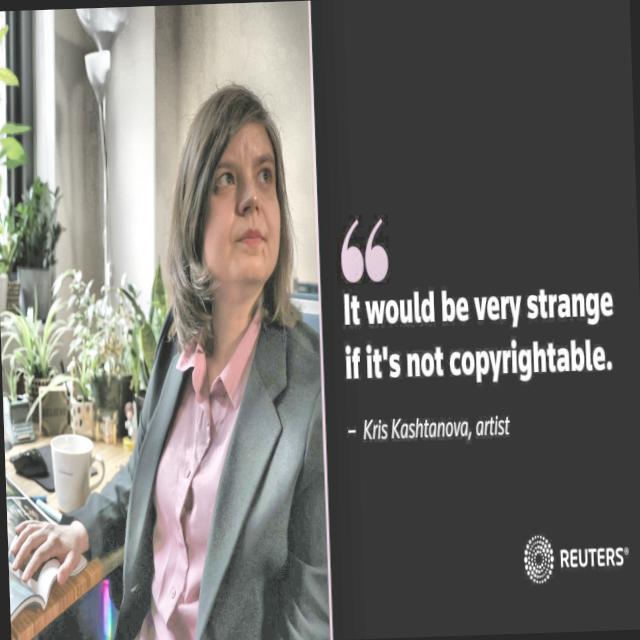 “
It would be very strange
if it's not copyrightable.
– Kris Kashtanova, artist
REUTERS®